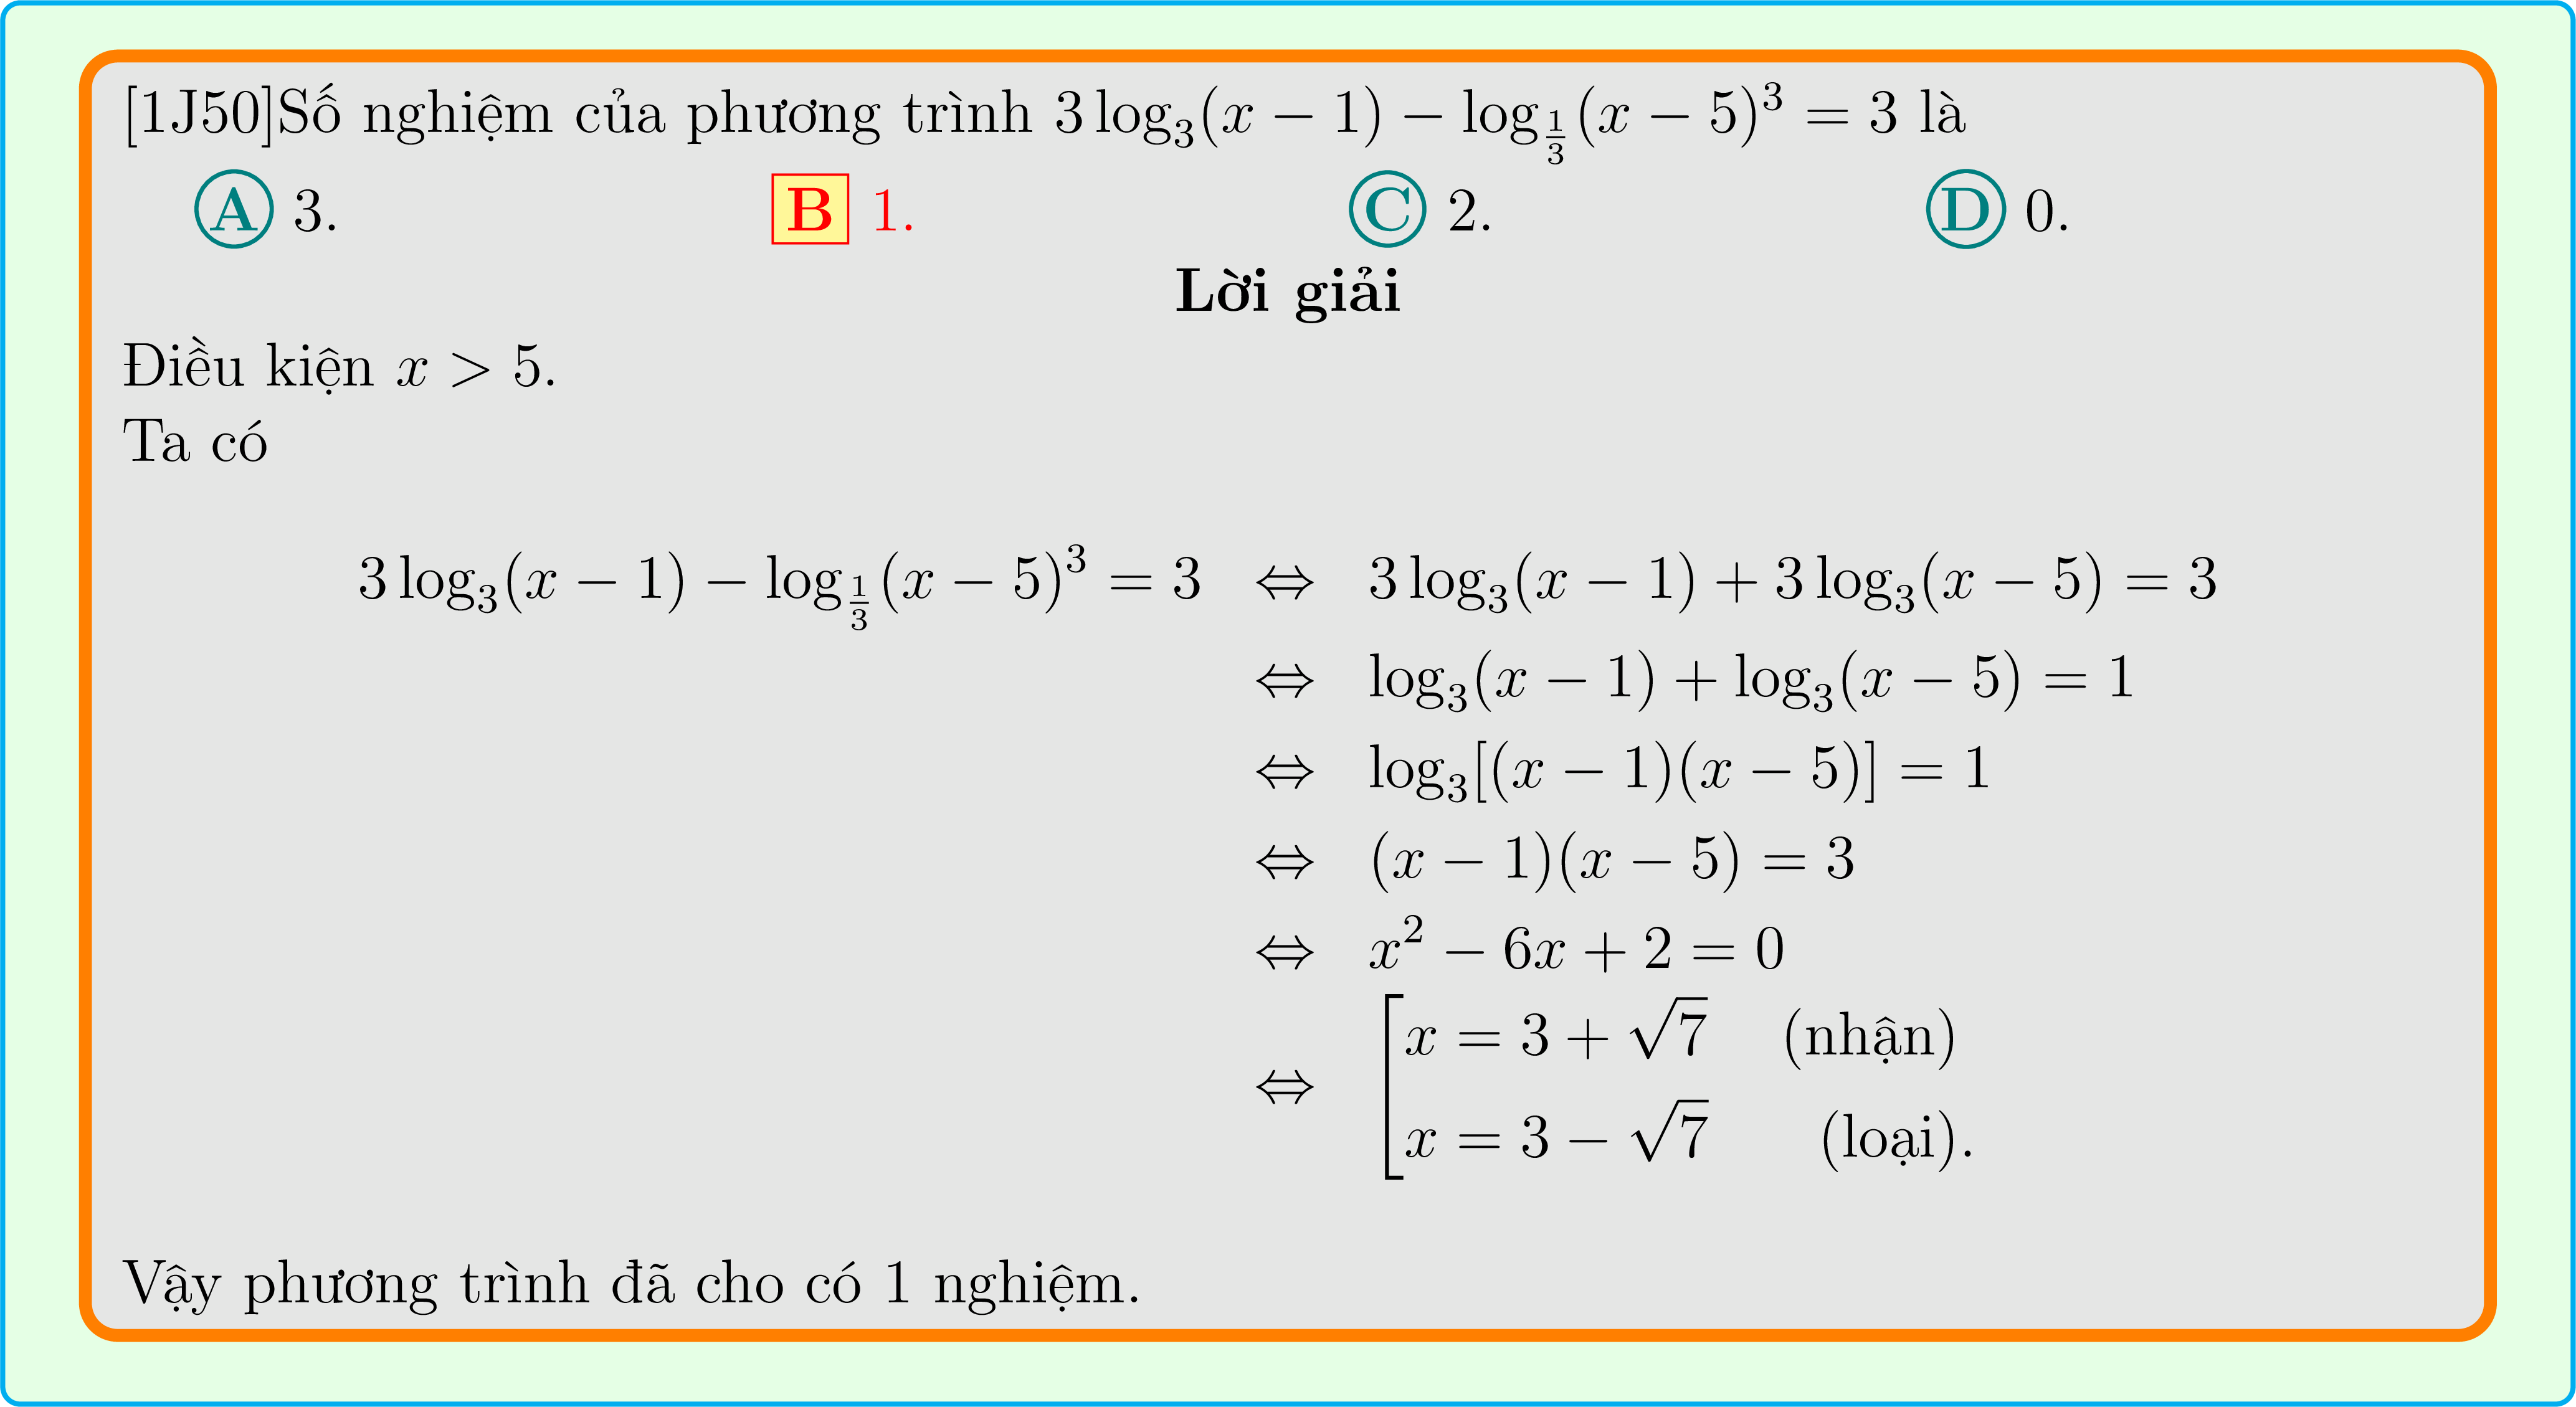 [1J50]Số nghiệm của phương trình $3\log_3(x-1)-\log_{\frac{1}{3}}(x-5)^3=3$ là
A 3. B 1. C 2. D 0.
Lời giải
Điều kiện $x>5$.
Ta có
$3\log_3(x-1)-\log_{\frac{1}{3}}(x-5)^3=3 \Leftrightarrow 3\log_3(x-1)+3\log_3(x-5)=3$
$\Leftrightarrow \log_3(x-1)+\log_3(x-5)=1$
$\Leftrightarrow \log_3[(x-1)(x-5)]=1$
$\Leftrightarrow (x-1)(x-5)=3$
$\Leftrightarrow x^2-6x+2=0$
$\Leftrightarrow \left[\begin{array}{l} x=3+\sqrt{7} \quad \text{(nhận)} \\ x=3-\sqrt{7} \quad \text{(loại).} \end{array}\right.$
Vậy phương trình đã cho có 1 nghiệm.